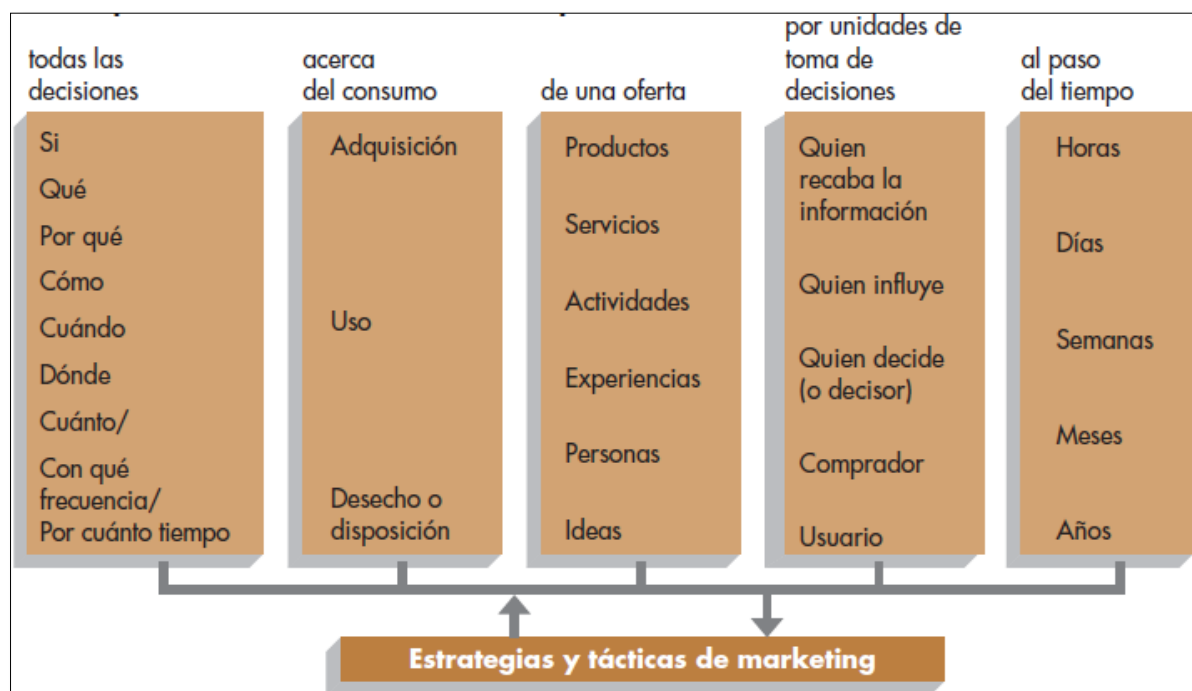 todas las
decisiones
Si
Qué
Por qué
Cómo
Cuándo
Dónde
Cuánto/
Con qué
frecuencia/
Por cuánto tiempo
acerca
del consumo
Adquisición
Uso
Desecho o
disposición
de una oferta
Productos
Servicios
Actividades
Experiencias
Personas
Ideas
por unidades de
toma de
decisiones
Quien
recaba la
información
Quien influye
Quien decide
(o decisor)
Comprador
Usuario
al paso
del tiempo
Horas
Días
Semanas
Meses
Años
Estrategias y tácticas de marketing